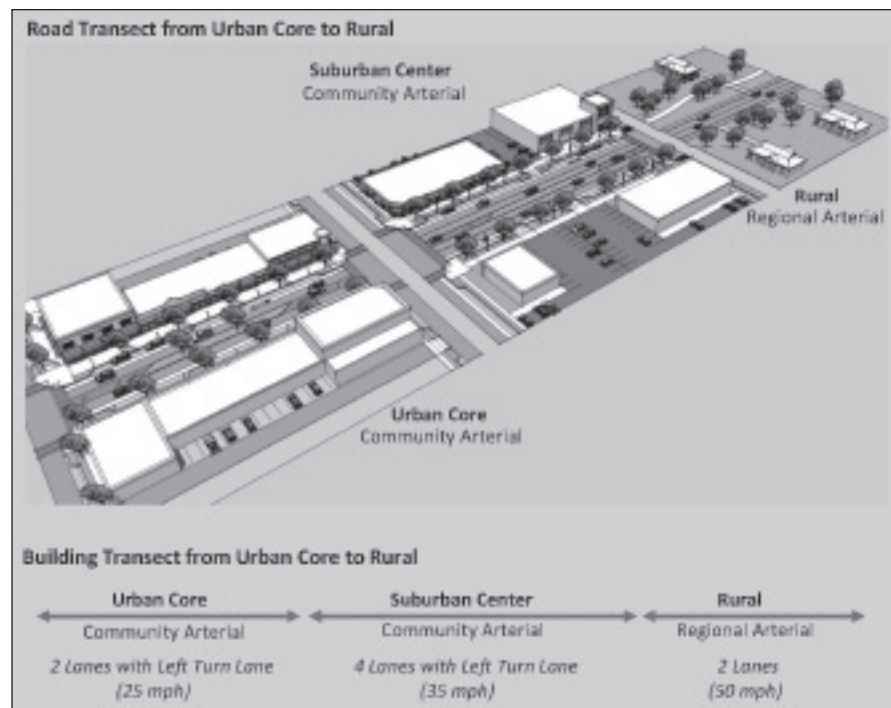 Road Transect from Urban Core to Rural
Suburban Center
Community Arterial
Rural
Regional Arterial
Urban Core
Community Arterial
Building Transect from Urban Core to Rural
Urban Core
Suburban Center
Rural
Community Arterial
Community Arterial
Regional Arterial
2 Lanes with Left Turn Lane
4 Lanes with Left Turn Lane
2 Lanes
(25 mph)
(35 mph)
(50 mph)